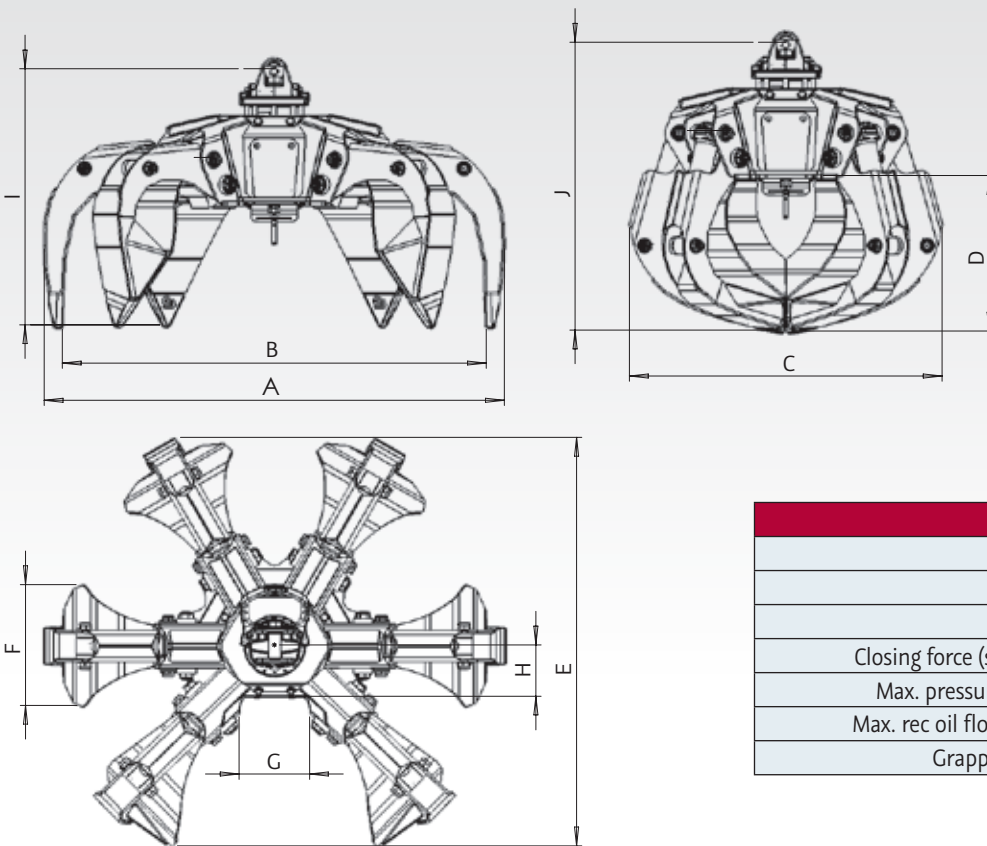 I
B
A
J
D
C
F
H
E
G
Closing force (s
Max. pressu
Max. rec oil flo
Grapp